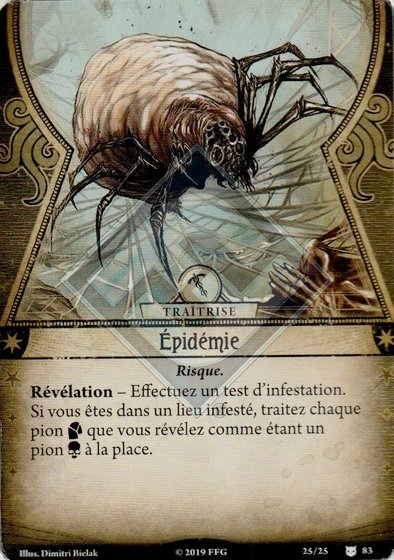 TRAÎTRISE
Épidémie
Risque.
Révélation – Effectuez un test d'infestation.
Si vous êtes dans un lieu infesté, traitez chaque
pion que vous révélez comme étant un
pion à la place.
Illus. Dimitri Bielak © 2019 FFG 25/25 83